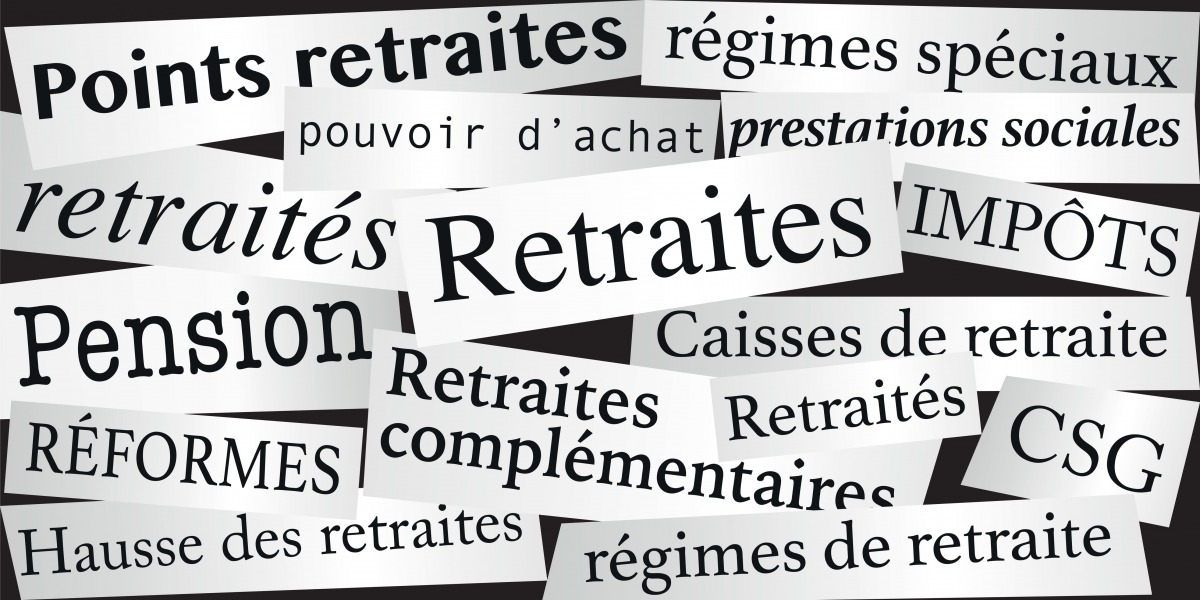 Points retraites
régimes spéciaux
pouvoir d'achat
prestations sociales
retraités
Retraites
IMPÔTS
Pension
Caisses de retraite
Retraites
complémentaires
Retraités
CSG
RÉFORMES
Hausse des retraites
régimes de retraite